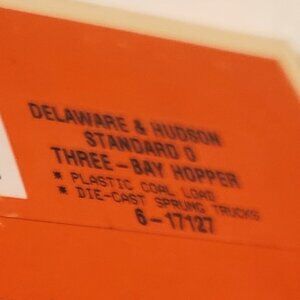 DELAWARE & HUDSON
STANDARD O
THREE-BAY HOPPER
* PLASTIC COAL LOAD
* DIE-CAST SPRUNG TRUCKS
6-17127